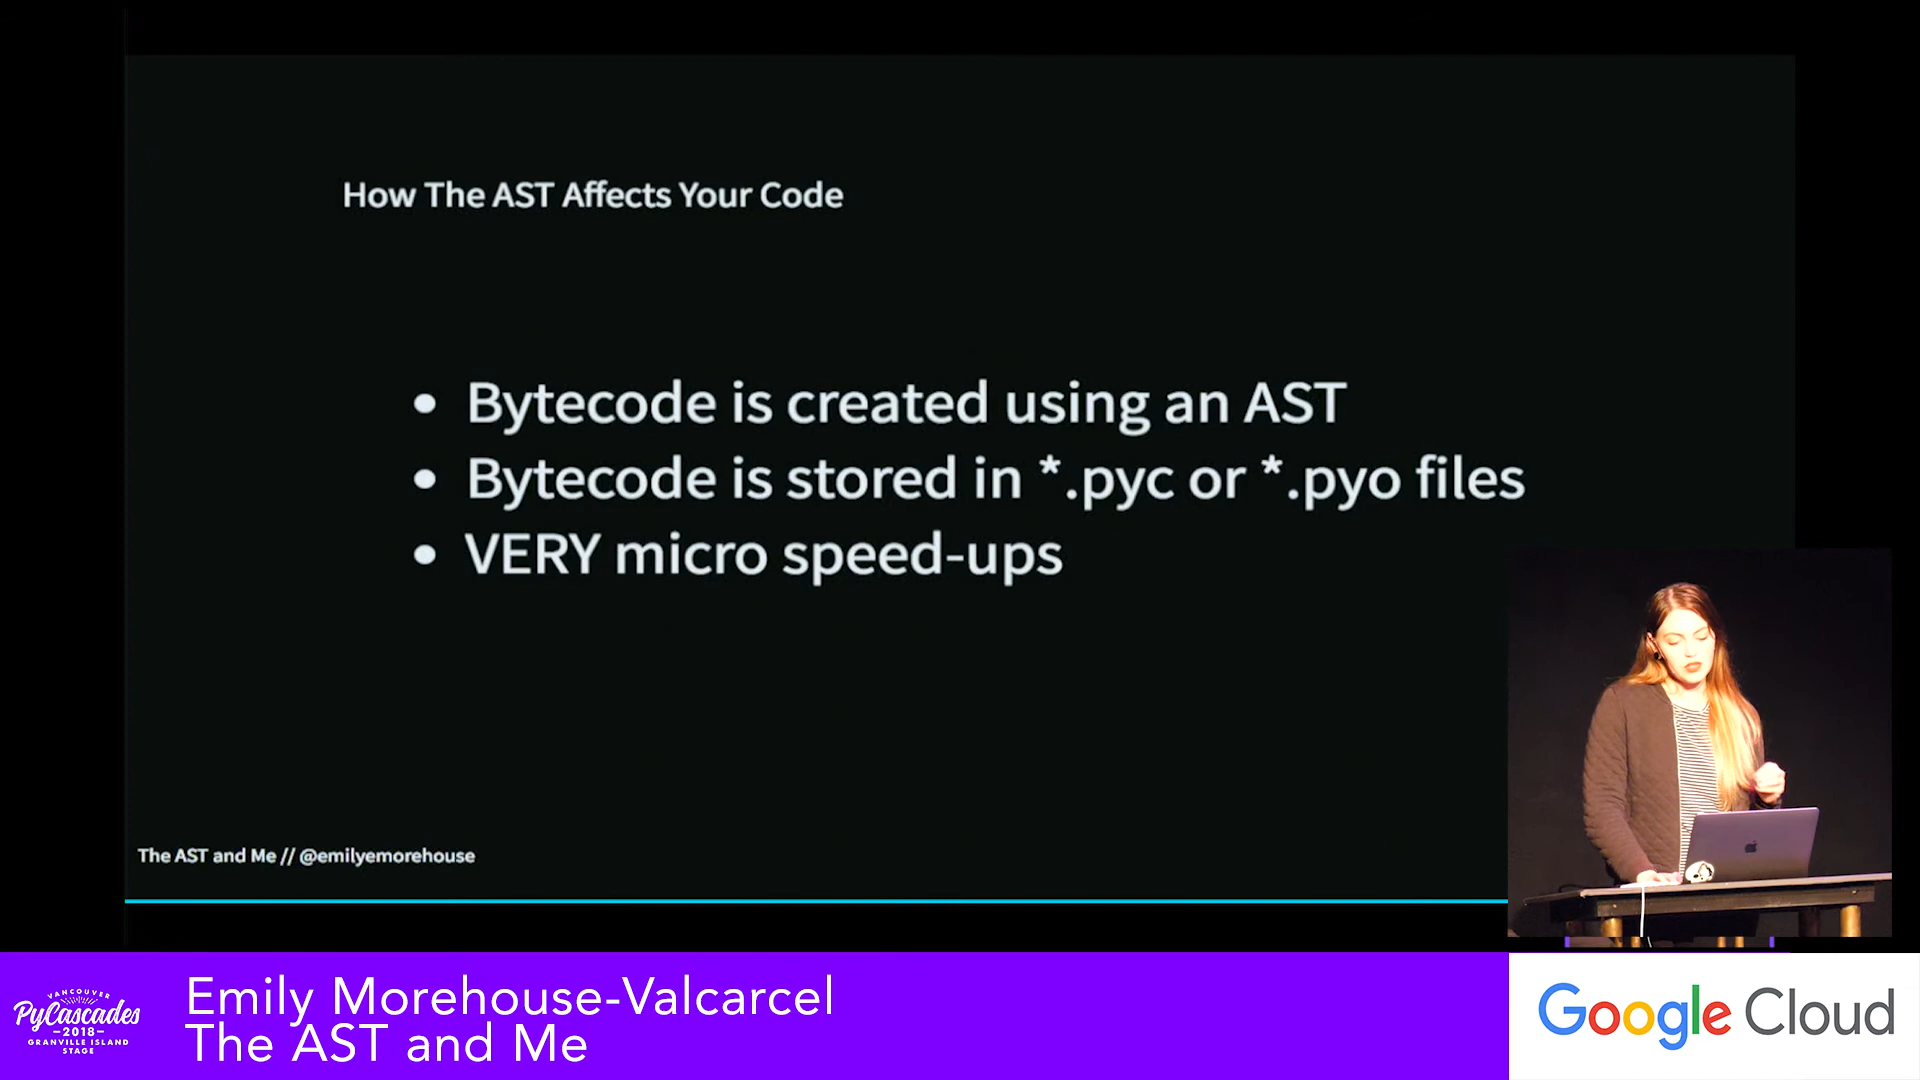 How The AST Affects Your Code
• Bytecode is created using an AST
• Bytecode is stored in *.pyc or *.pyo files
• VERY micro speed-ups
The AST and Me // @emilyemorehouse
VANCOUVER
PyCascades
-2018-
GRANVILLE ISLAND
STAGE
Emily Morehouse-Valcarcel
The AST and Me
Google Cloud